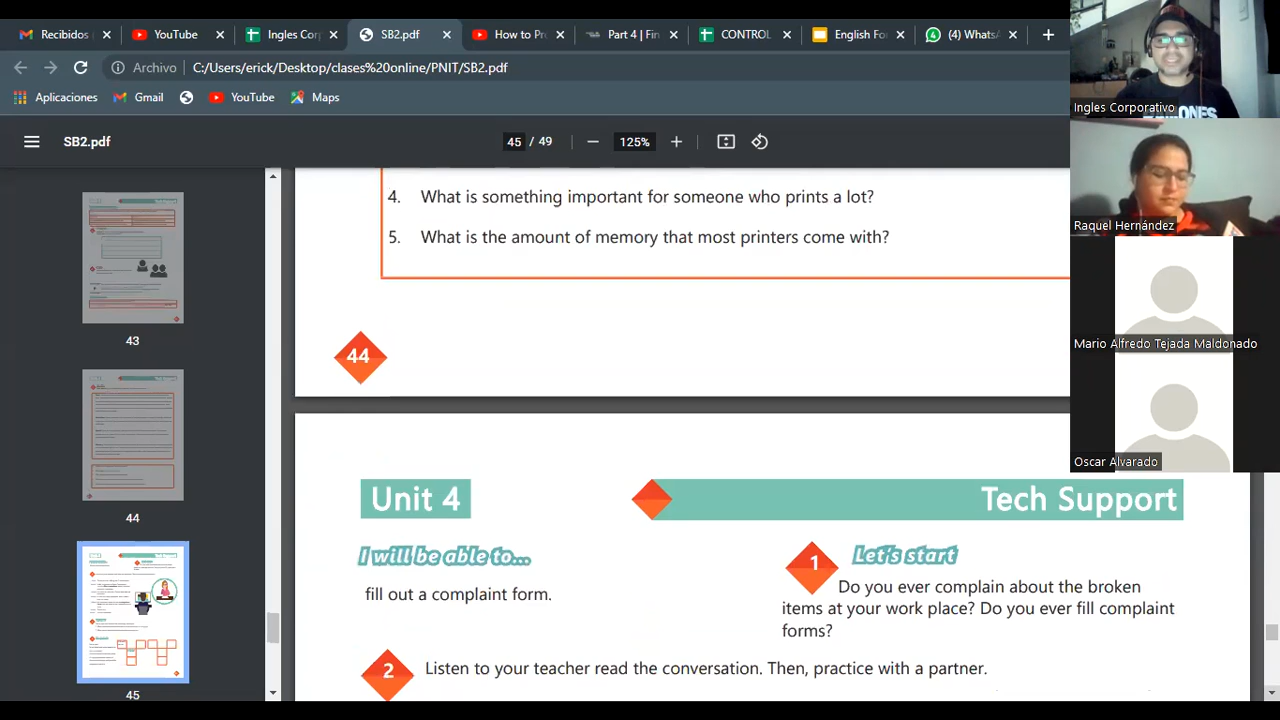 Recibidos
YouTube
Ingles Cor
SB2.pdf
How to Pr
Part 4 | Fin
CONTROL
English Fo
(4) Whats
Archivo
C:/Users/erick/Desktop/clases%20online/PNIT/SB2.pdf
Aplicaciones
Gmail
YouTube
Maps
SB2.pdf
45 / 49
125%
43
44
45
4. What is something important for someone who prints a lot?
5. What is the amount of memory that most printers come with?
44
Unit 4
Tech Support
I will be able to...
fill out a complaint form.
1
Let's start
Do you ever complain about the broken
items at your work place? Do you ever fill complaint
forms?
2
Listen to your teacher read the conversation. Then, practice with a partner.
Ingles Corporativo
Raquel Hernández
Mario Alfredo Tejada Maldonado
Oscar Alvarado